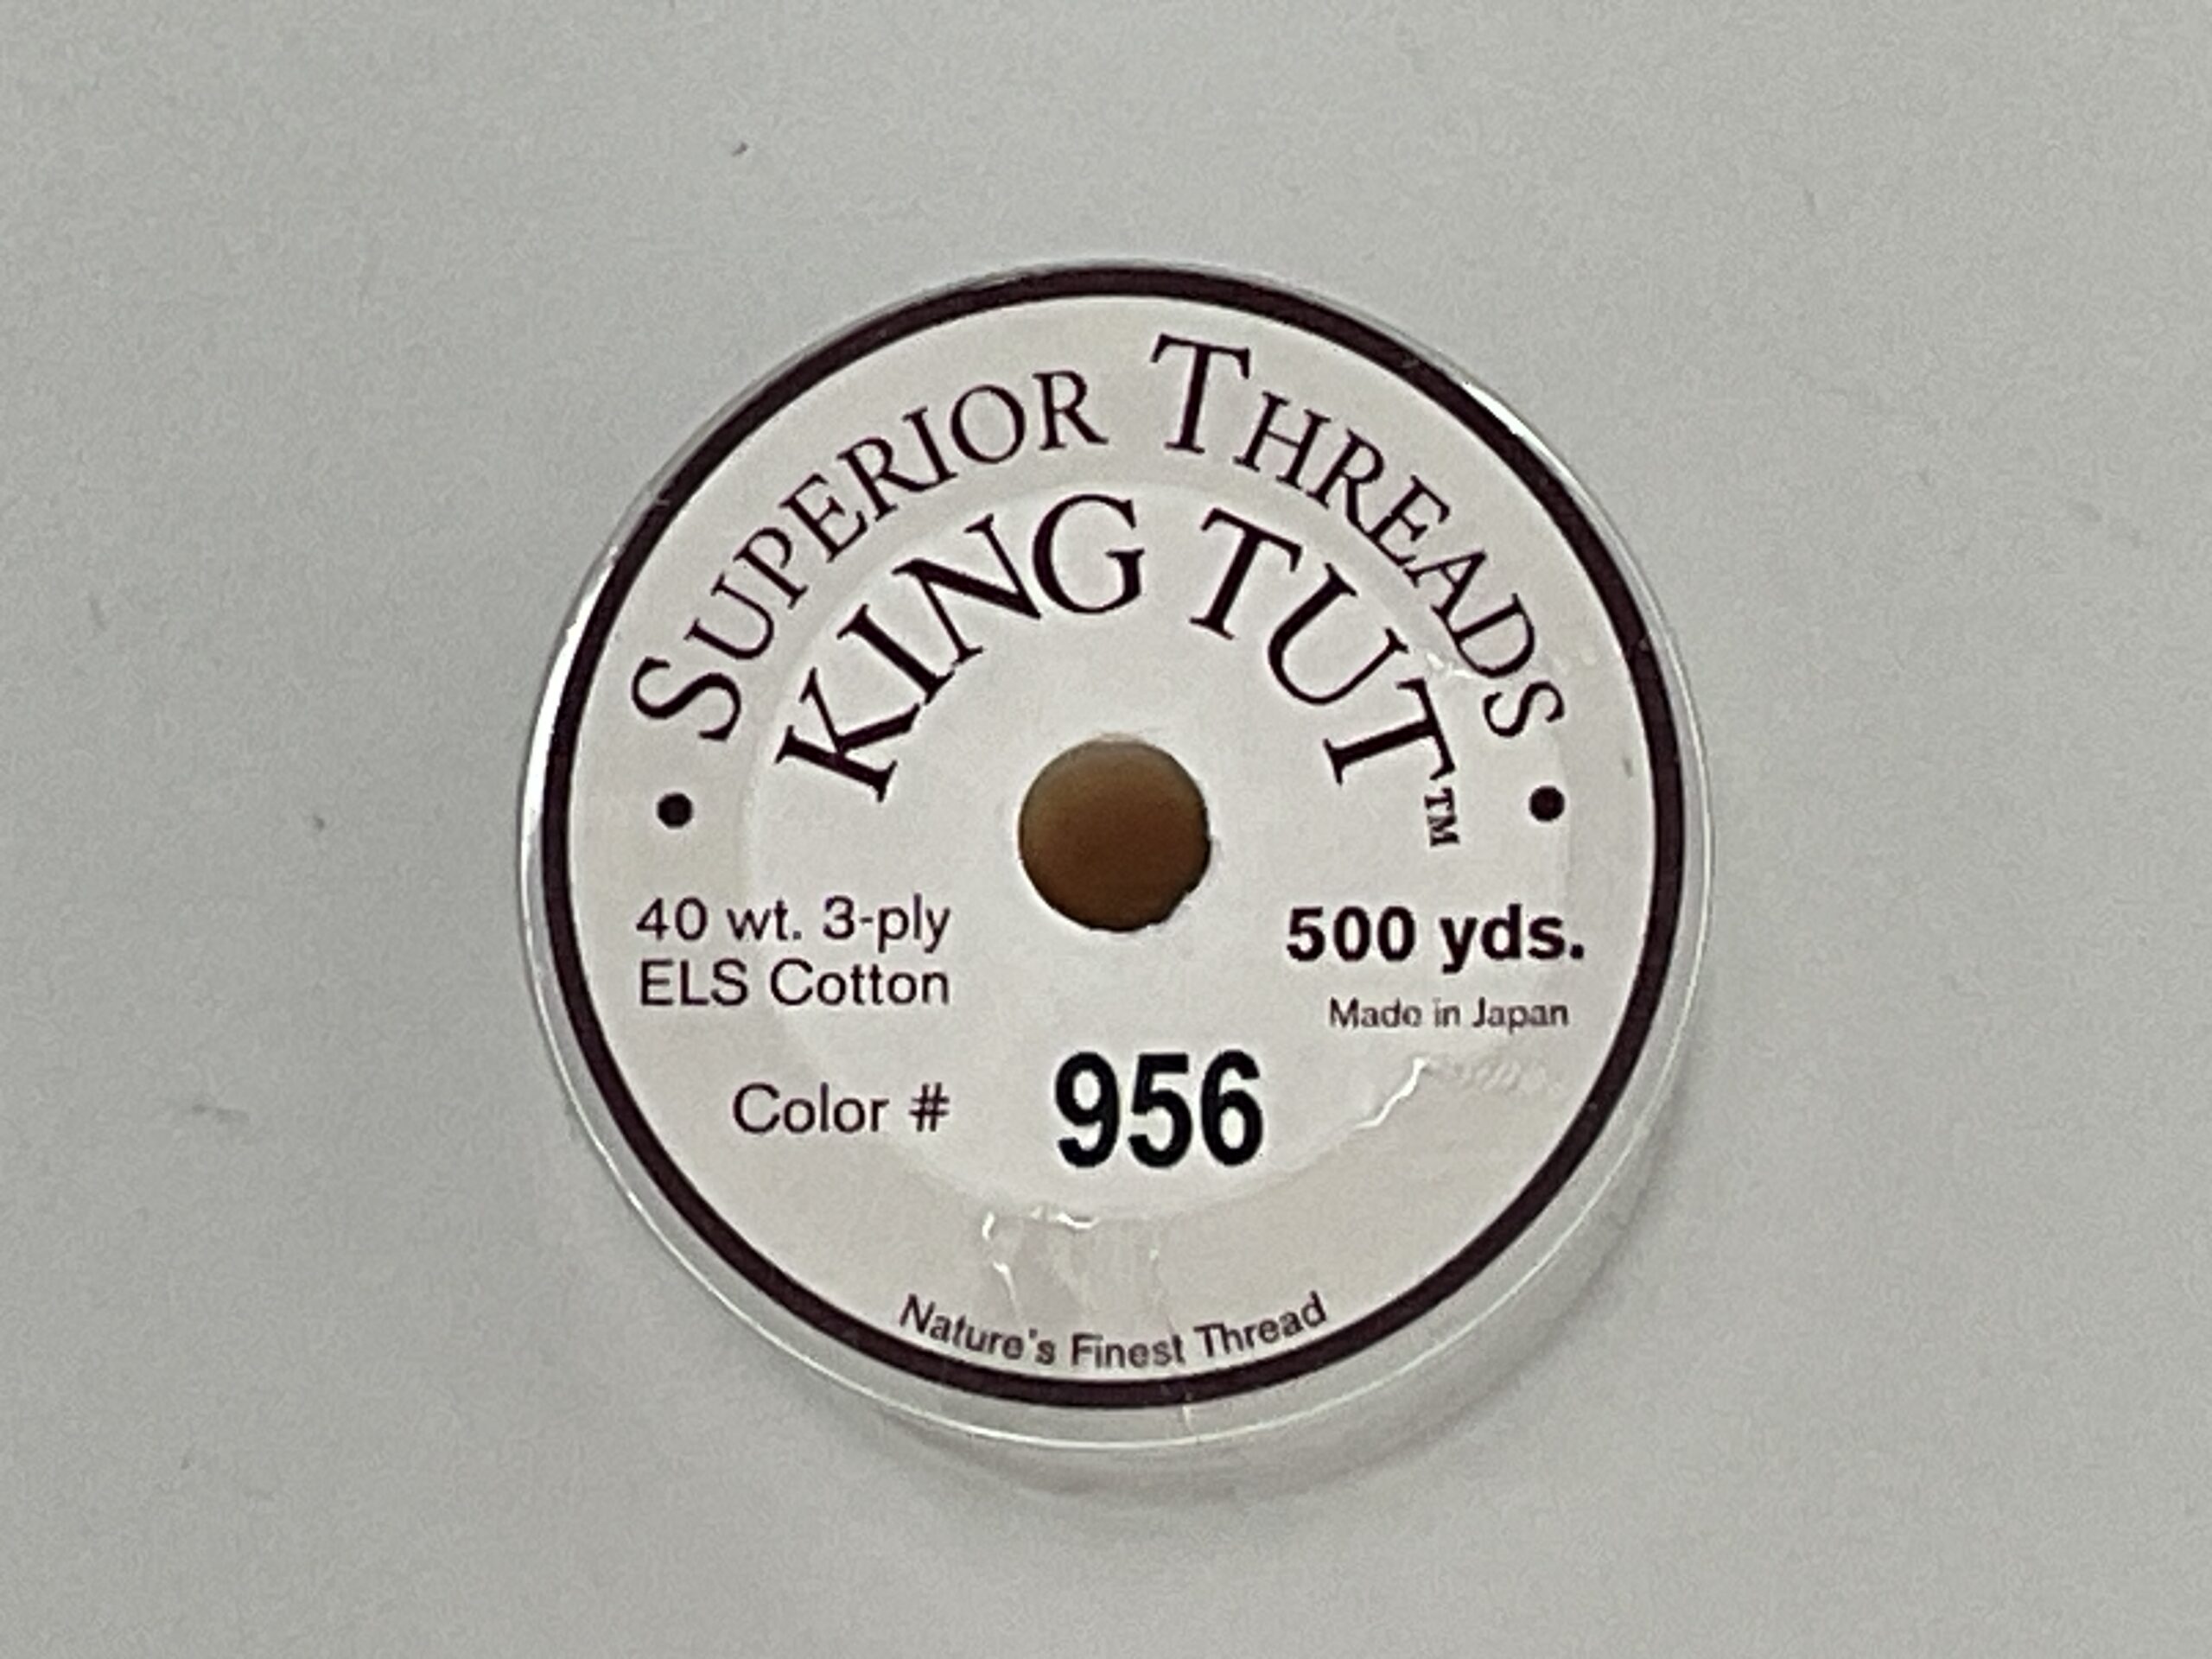 SUPERIOR THREADS
KING TUT™
40 wt. 3-ply
ELS Cotton
500 yds.
Made in Japan
Color # 956
Nature's Finest Thread